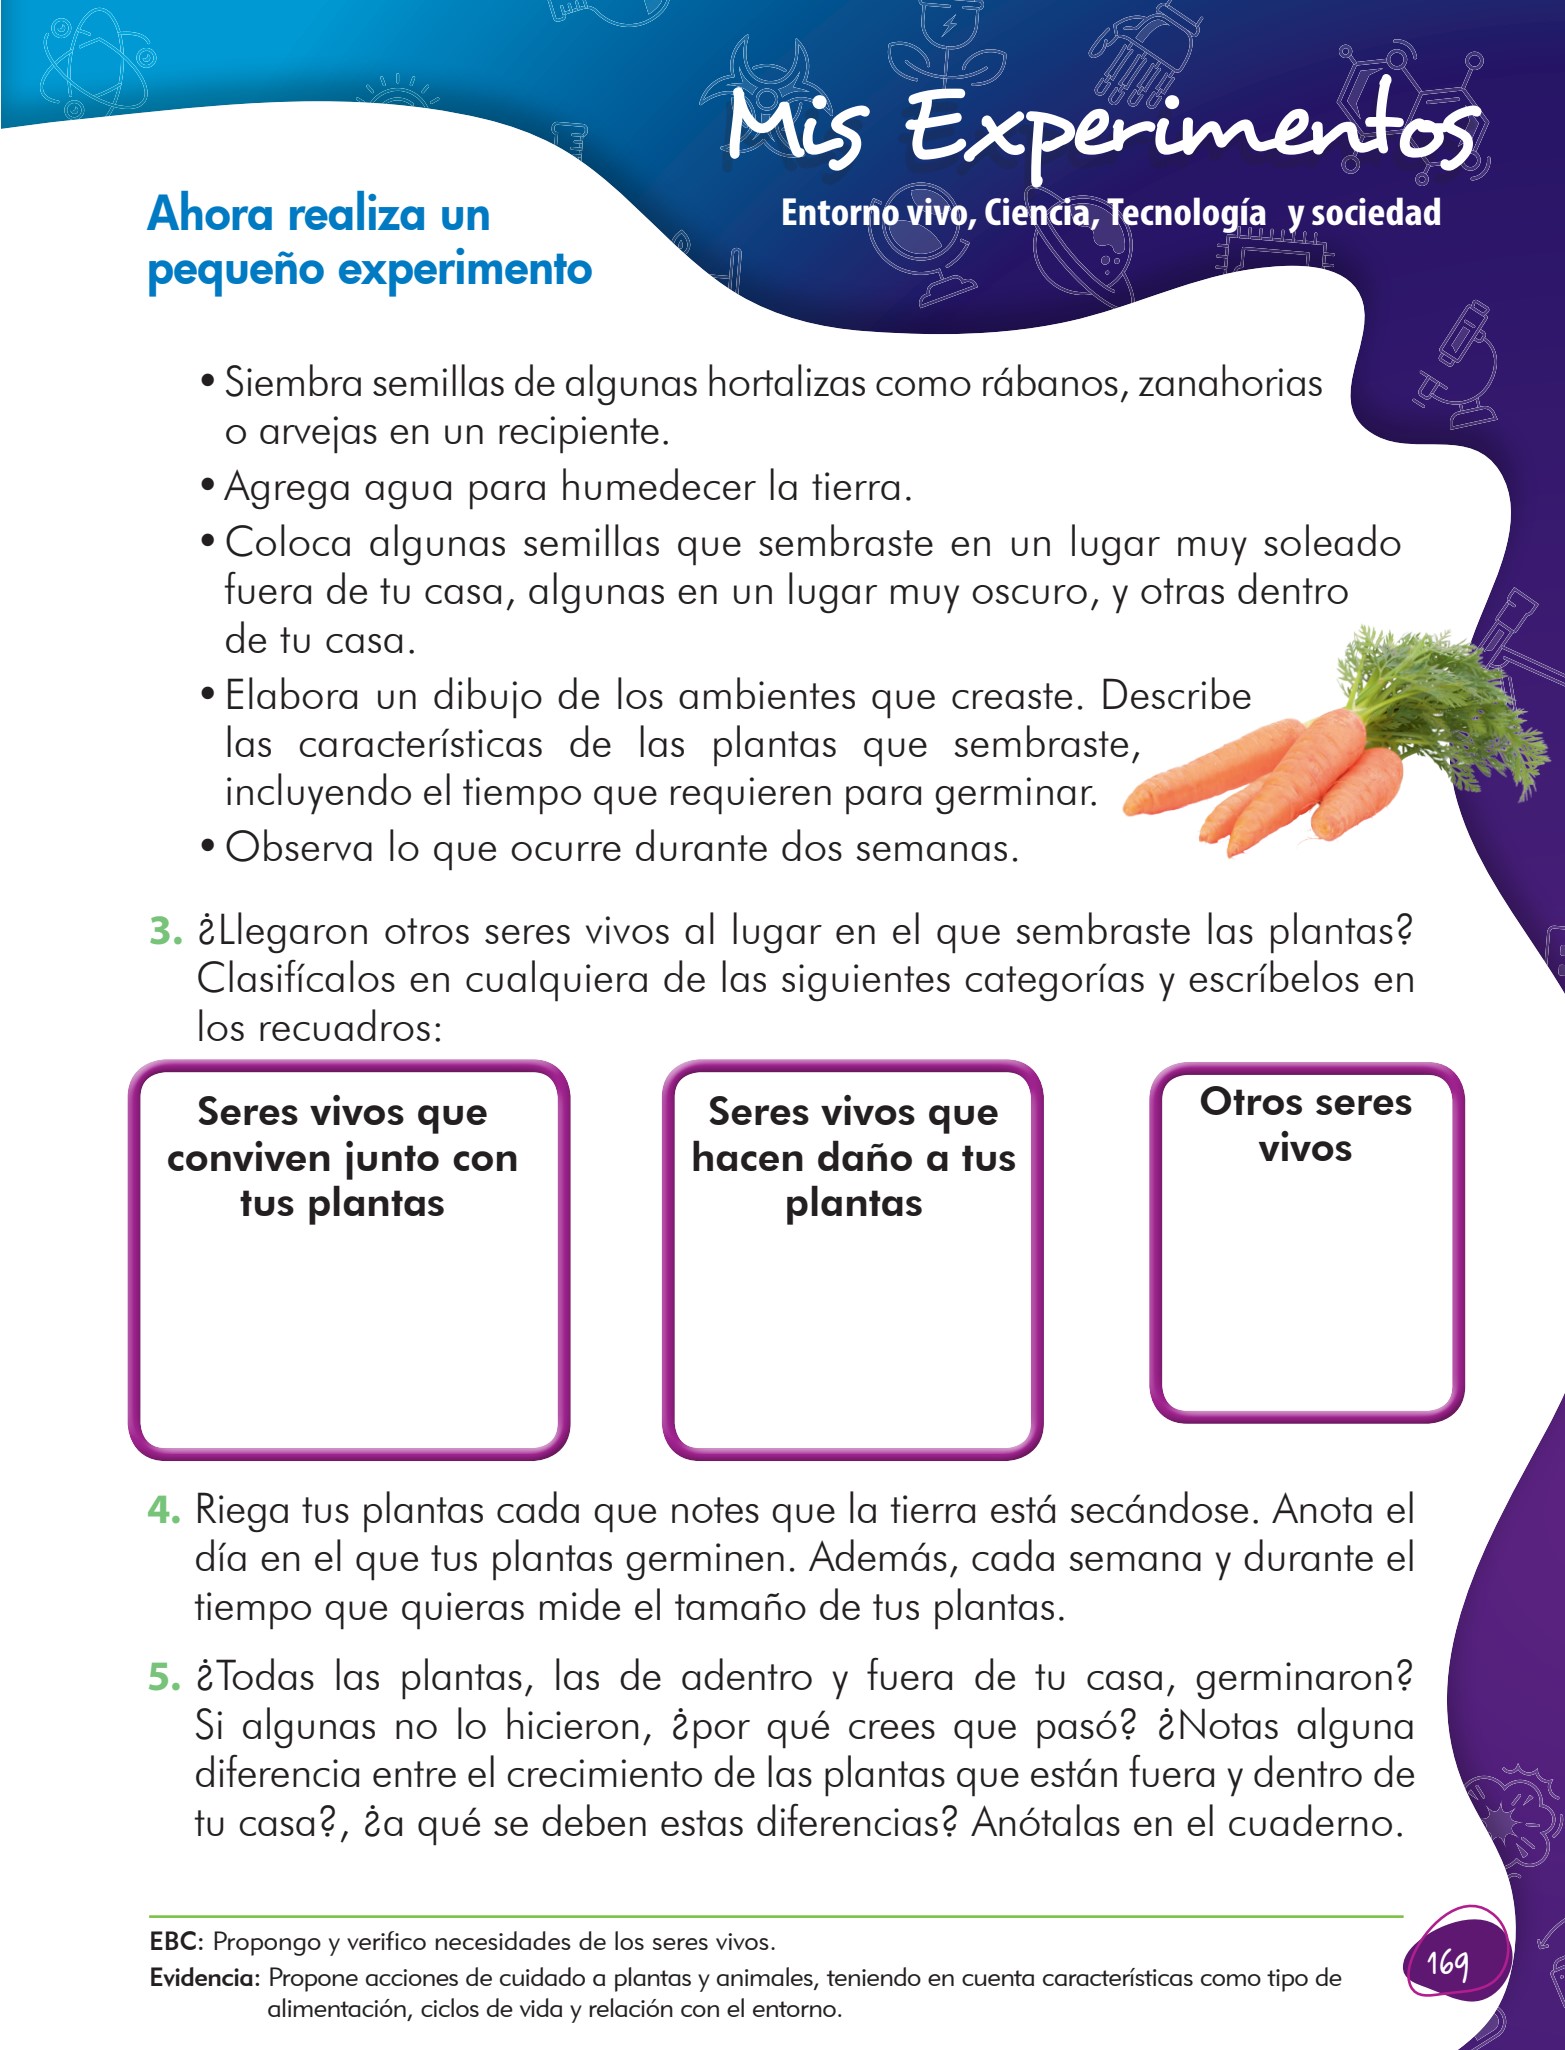 Mis Experimentos
Entorno vivo, Ciencia, Tecnología y sociedad
Ahora realiza un
pequeño experimento
• Siembra semillas de algunas hortalizas como rábanos, zanahorias
o arvejas en un recipiente.
• Agrega agua para humedecer la tierra.
• Coloca algunas semillas que sembraste en un lugar muy soleado
fuera de tu casa, algunas en un lugar muy oscuro, y otras dentro
de tu casa.
• Elabora un dibujo de los ambientes que creaste. Describe
las características de las plantas que sembraste,
incluyendo el tiempo que requieren para germinar.
• Observa lo que ocurre durante dos semanas.
3. ¿Llegaron otros seres vivos al lugar en el que sembraste las plantas?
Clasifícalos en cualquiera de las siguientes categorías y escríbelos en
los recuadros:
Seres vivos que
conviven junto con
tus plantas
Seres vivos que
hacen daño a tus
plantas
Otros seres
vivos
4. Riega tus plantas cada que notes que la tierra está secándose. Anota el
día en el que tus plantas germinen. Además, cada semana y durante el
tiempo que quieras mide el tamaño de tus plantas.
5. ¿Todas las plantas, las de adentro y fuera de tu casa, germinaron?
Si algunas no lo hicieron, ¿por qué crees que pasó? ¿Notas alguna
diferencia entre el crecimiento de las plantas que están fuera y dentro de
tu casa?, ¿a qué se deben estas diferencias? Anótalas en el cuaderno.
EBC: Propongo y verifico necesidades de los seres vivos.
Evidencia: Propone acciones de cuidado a plantas y animales, teniendo en cuenta características como tipo de
alimentación, ciclos de vida y relación con el entorno.
169